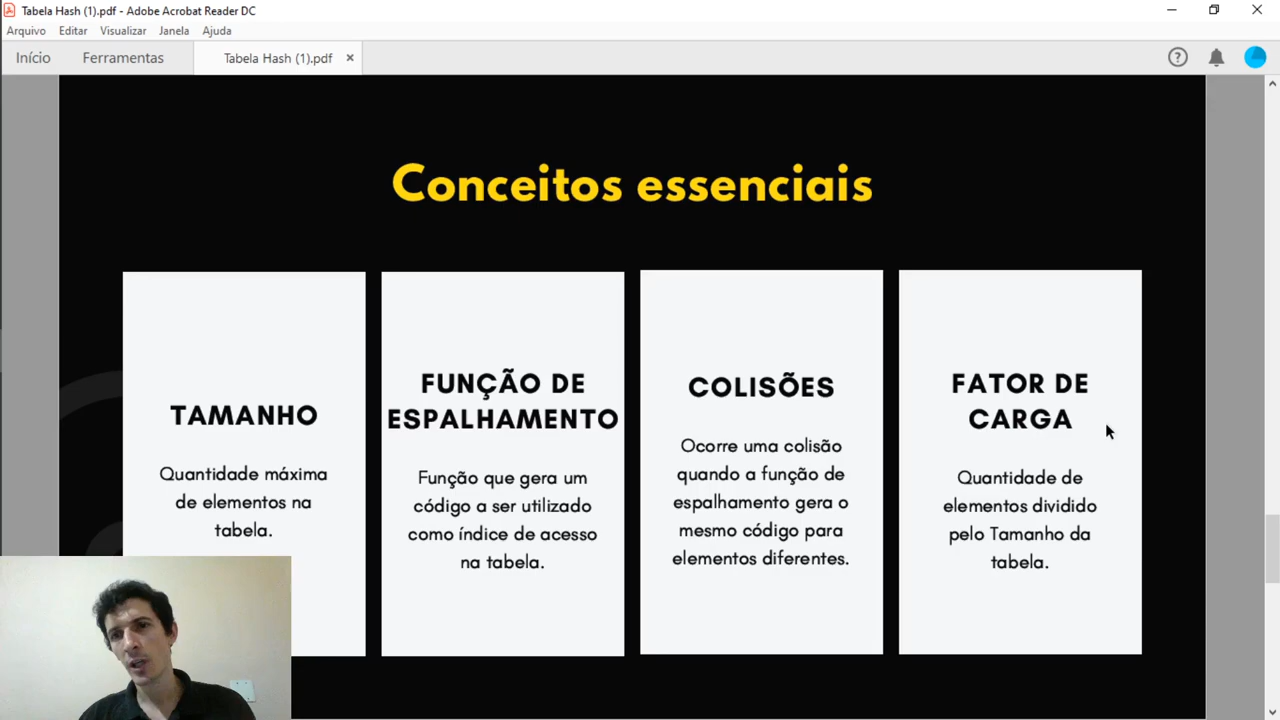 Tabela Hash (1).pdf - Adobe Acrobat Reader DC
Arquivo Editar Visualizar Janela Ajuda
Início Ferramentas Tabela Hash (1).pdf
Conceitos essenciais
TAMANHO
Quantidade máxima
de elementos na
tabela.
FUNÇÃO DE
ESPALHAMENTO
Função que gera um
código a ser utilizado
como índice de acesso
na tabela.
COLISÕES
Ocorre uma colisão
quando a função de
espalhamento gera o
mesmo código para
elementos diferentes.
FATOR DE
CARGA
Quantidade de
elementos dividido
pelo Tamanho da
tabela.